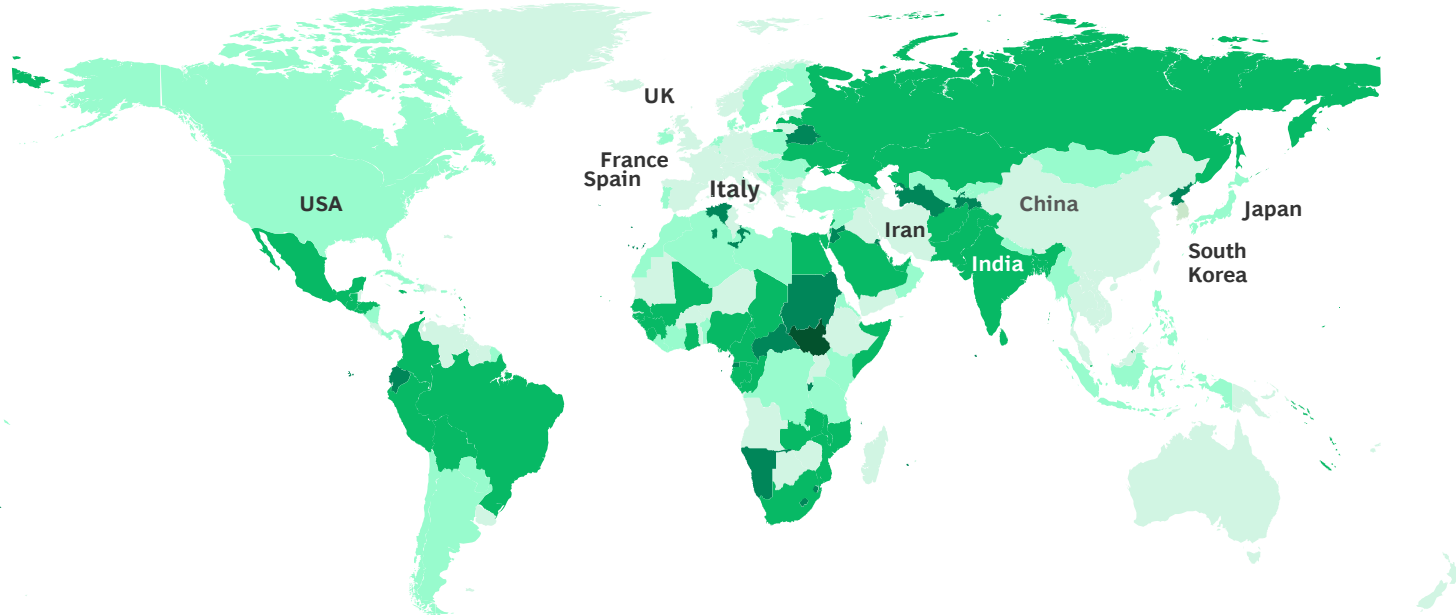 UK
France
Spain
Italy
USA
China
Japan
Iran
South
Korea
India